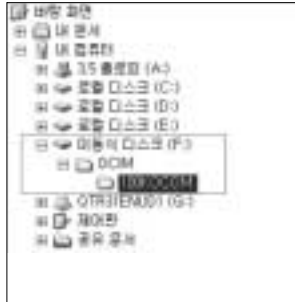 바탕 화면
내 문서
내 컴퓨터
3.5 플로피 (A:)
로컬 디스크 (C:)
로컬 디스크 (D:)
로컬 디스크 (E:)
이동식 디스크 (F:)
DCIM
(G:)
제어판
공유 문서